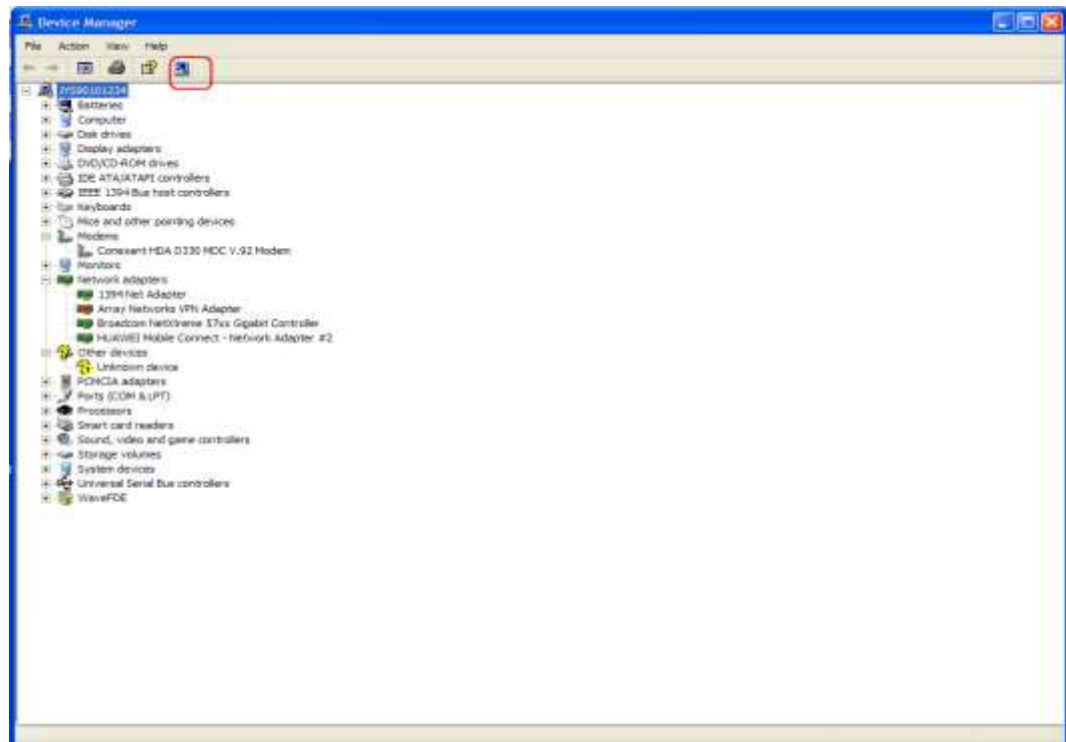 Device Manager
File Action View Help
JYS90101234
Batteries
Computer
Disk drives
Display adapters
DVD/CD-ROM drives
IDE ATA/ATAPI controllers
IEEE 1394 Bus host controllers
Keyboards
Mice and other pointing devices
Modems
Conexant HDA D330 MDC V.92 Modem
Monitors
Network adapters
1394 Net Adapter
Array Networks VPN Adapter
Broadcom NetXtreme 57xx Gigabit Controller
HUAWEI Mobile Connect - Network Adapter #2
Other devices
Unknown device
PCMCIA adapters
Ports (COM & LPT)
Processors
Smart card readers
Sound, video and game controllers
Storage volumes
System devices
Universal Serial Bus controllers
WaveFDE